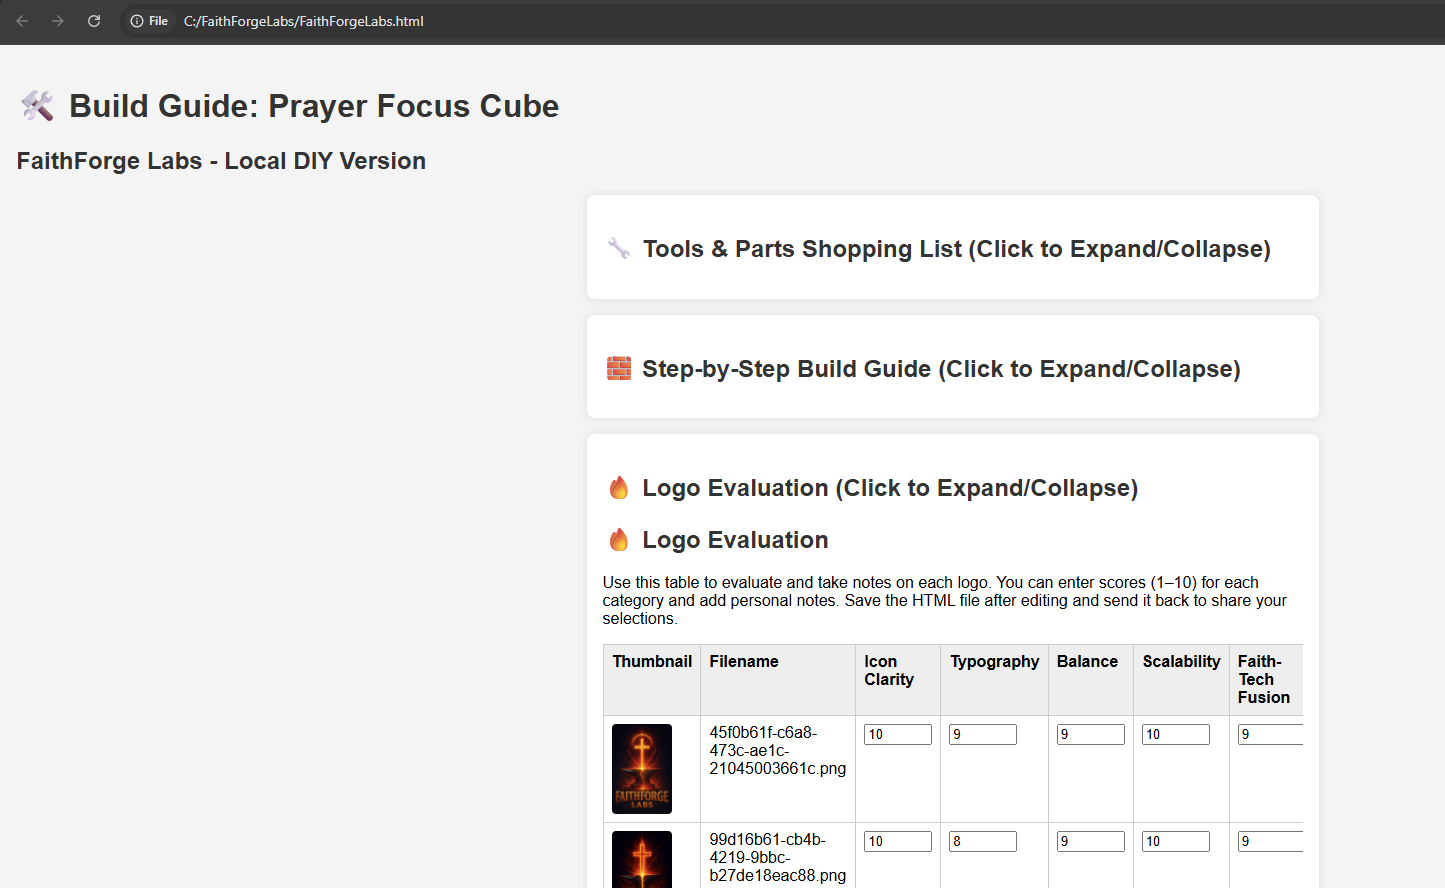 File C:/FaithForgeLabs/FaithForgeLabs.html
Build Guide: Prayer Focus Cube
FaithForge Labs - Local DIY Version
Tools & Parts Shopping List (Click to Expand/Collapse)
Step-by-Step Build Guide (Click to Expand/Collapse)
Logo Evaluation (Click to Expand/Collapse)
Logo Evaluation
Use this table to evaluate and take notes on each logo. You can enter scores (1–10) for each
category and add personal notes. Save the HTML file after editing and send it back to share your
selections.
Thumbnail Filename Icon Clarity Typography Balance Scalability Faith-Tech Fusion
FAITHFORGE
LABS
45f0b61f-c6a8-
473c-ae1c-
21045003661c.png
10 9 9 10 9
99d16b61-cb4b-
4219-9bbc-
b27de18eac88.png
10 8 9 10 9